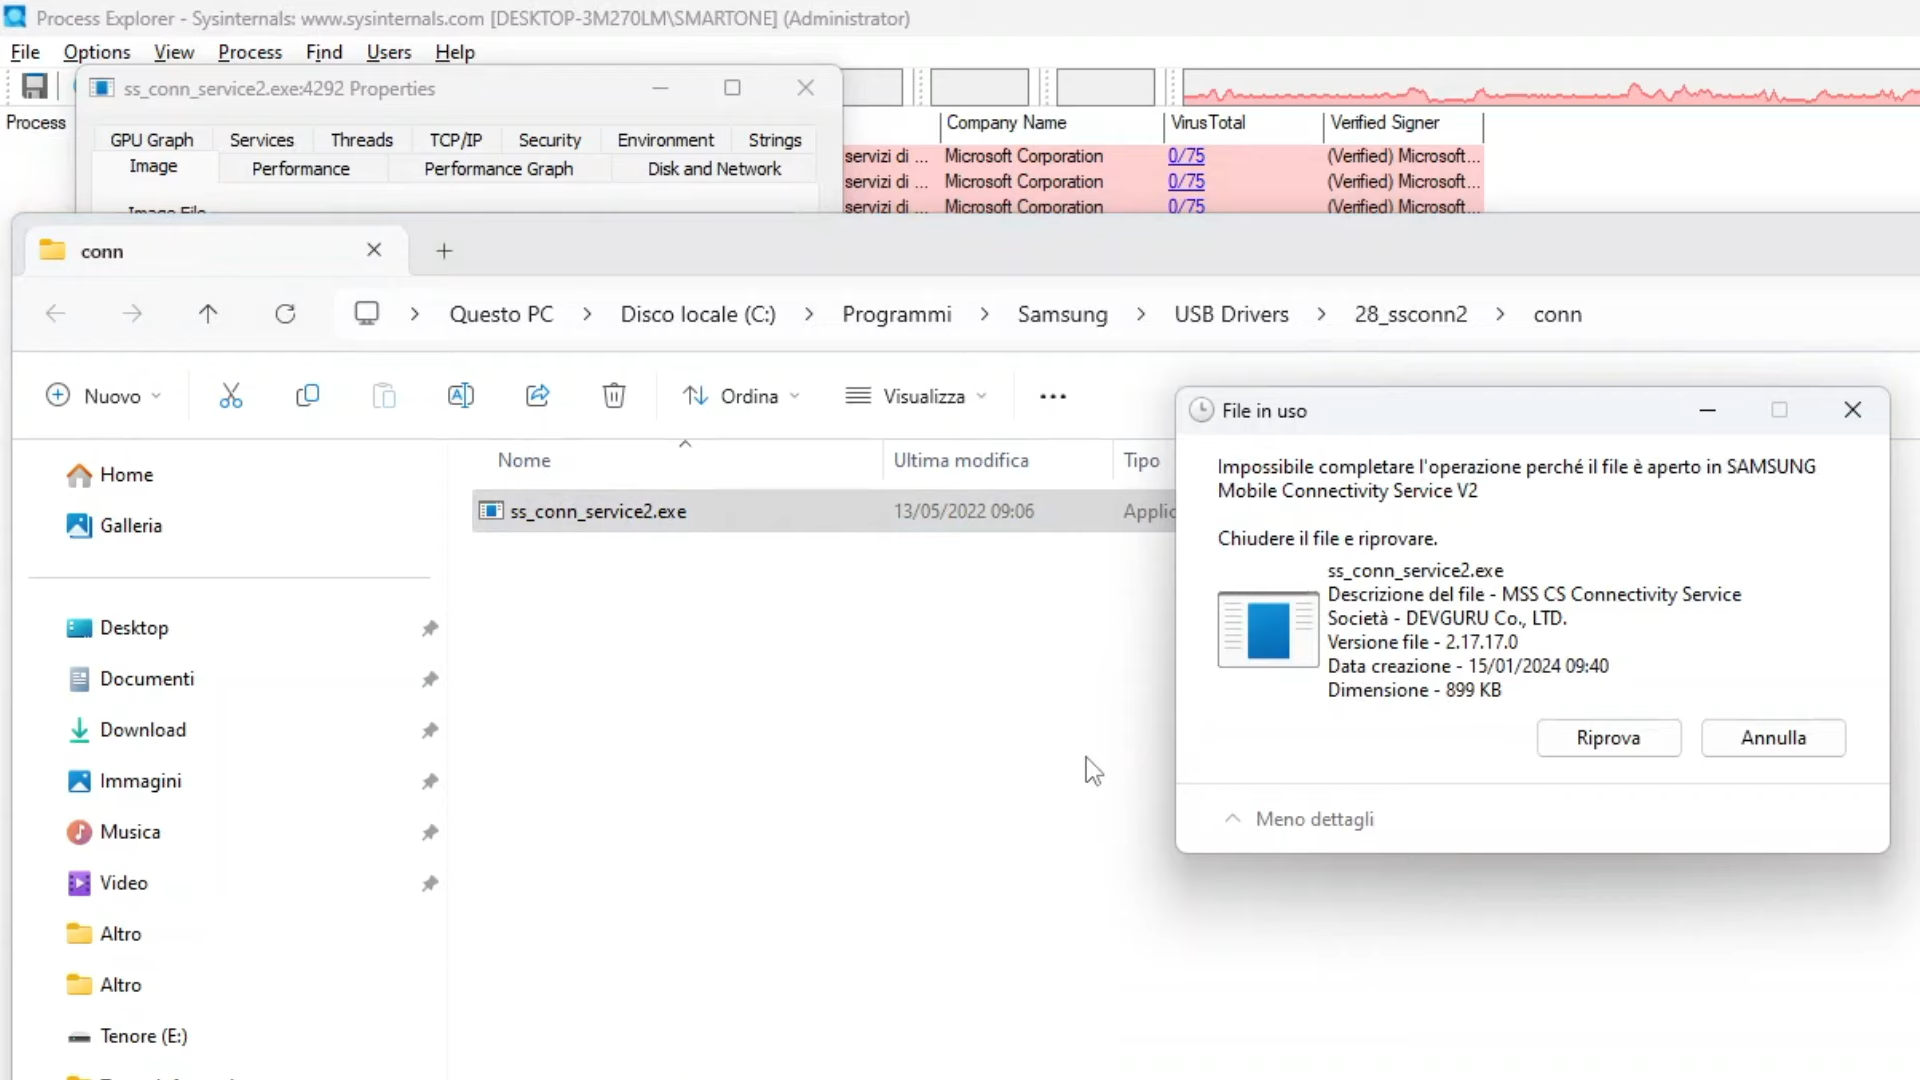 Process Explorer - Sysinternals: www.sysinternals.com [DESKTOP-3M270LM\SMARTONE] (Administrator)
File Options View Process Find Users Help
ss_conn_service2.exe:4292 Properties
Process
Company Name
VirusTotal
Verified Signer
GPU Graph Services Threads TCP/IP Security Environment Strings
Image Performance Performance Graph Disk and Network
Image File
servizi di ... Microsoft Corporation 0/75 (Verified) Microsoft...
servizi di ... Microsoft Corporation 0/75 (Verified) Microsoft...
servizi di ... Microsoft Corporation 0/75 (Verified) Microsoft...
conn
Questo PC > Disco locale (C:) > Programmi > Samsung > USB Drivers > 28_ssconn2 > conn
Nuovo
Ordina
Visualizza
Nome
Ultima modifica
Tipo
ss_conn_service2.exe 13/05/2022 09:06 Applic
Home
Galleria
Desktop
Documenti
Download
Immagini
Musica
Video
Altro
Altro
Tenore (E:)
File in uso
Impossibile completare l'operazione perché il file è aperto in SAMSUNG
Mobile Connectivity Service V2
Chiudere il file e riprovare.
ss_conn_service2.exe
Descrizione del file - MSS CS Connectivity Service
Società - DEVGURU Co., LTD.
Versione file - 2.17.17.0
Data creazione - 15/01/2024 09:40
Dimensione - 899 KB
Riprova
Annulla
Meno dettagli